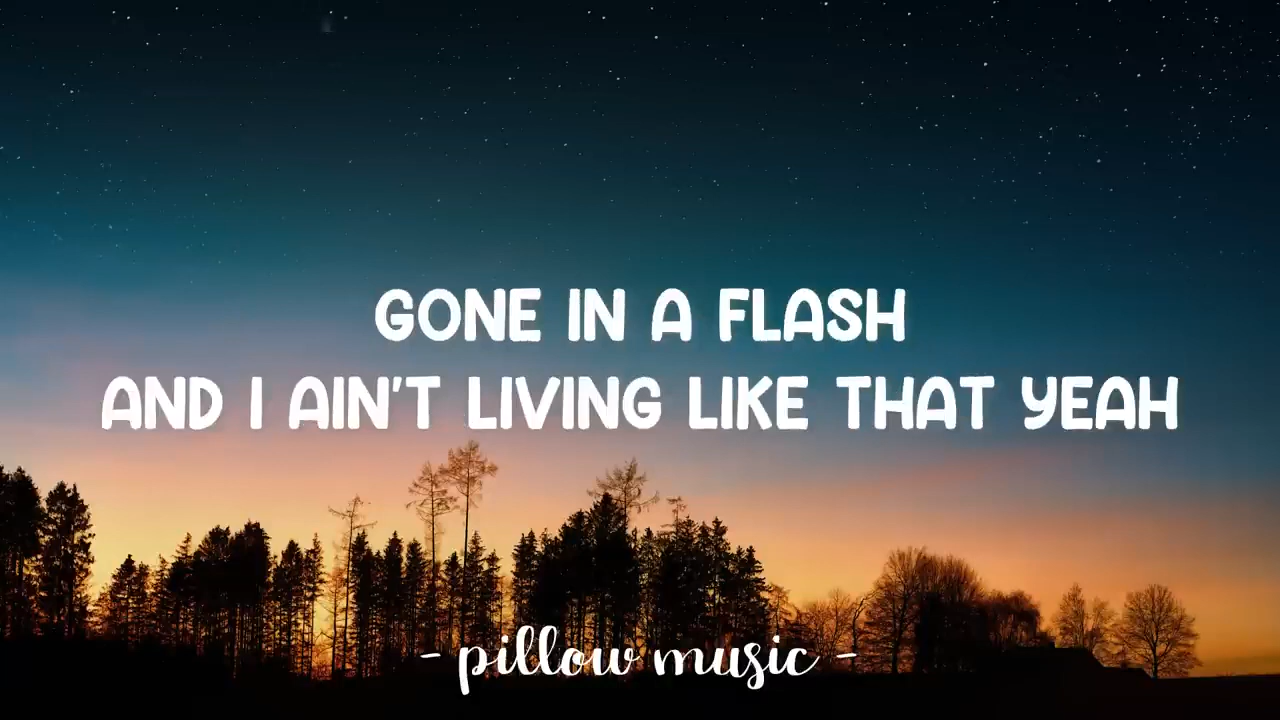 GONE IN A FLASH
AND I AIN'T LIVING LIKE THAT YEAH
- pillow music -